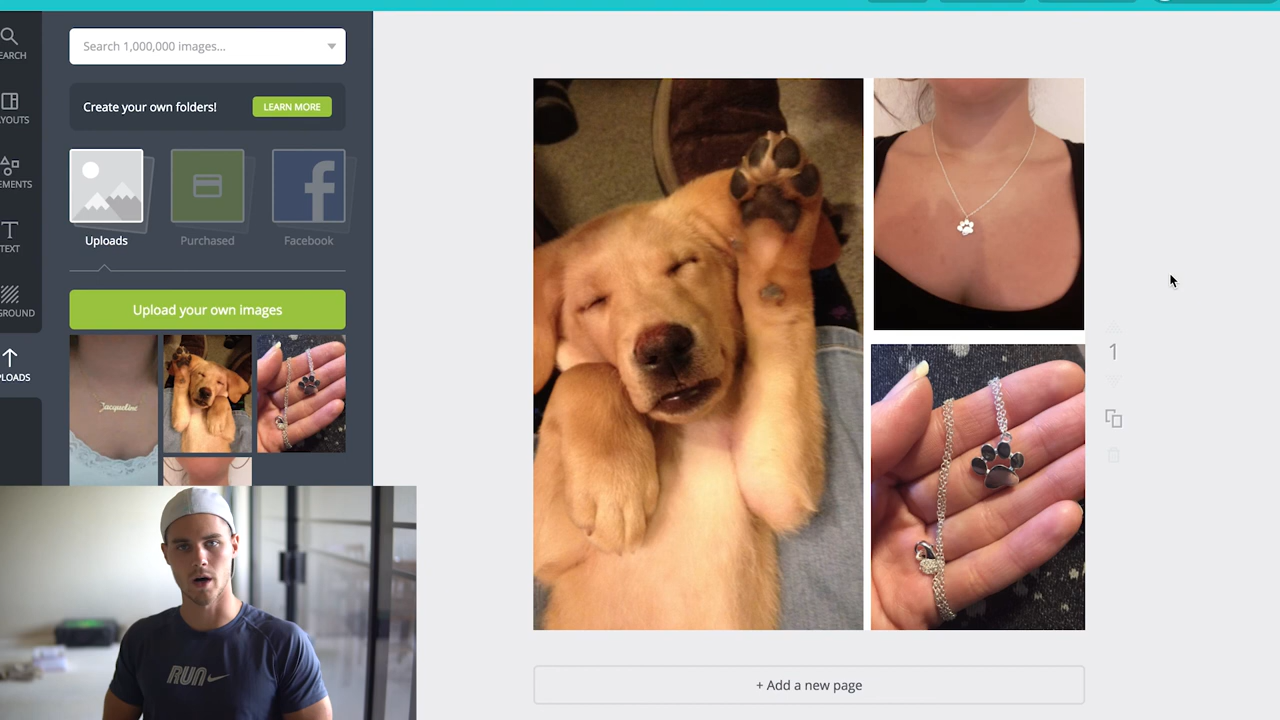 Search 1,000,000 images...
EARCH
Create your own folders!
LEARN MORE
YOUTS
EMENTS
Uploads
Purchased
Facebook
TEXT
Upload your own images
GROUND
PLOADS
Jacqueline
1
RUN
+ Add a new page